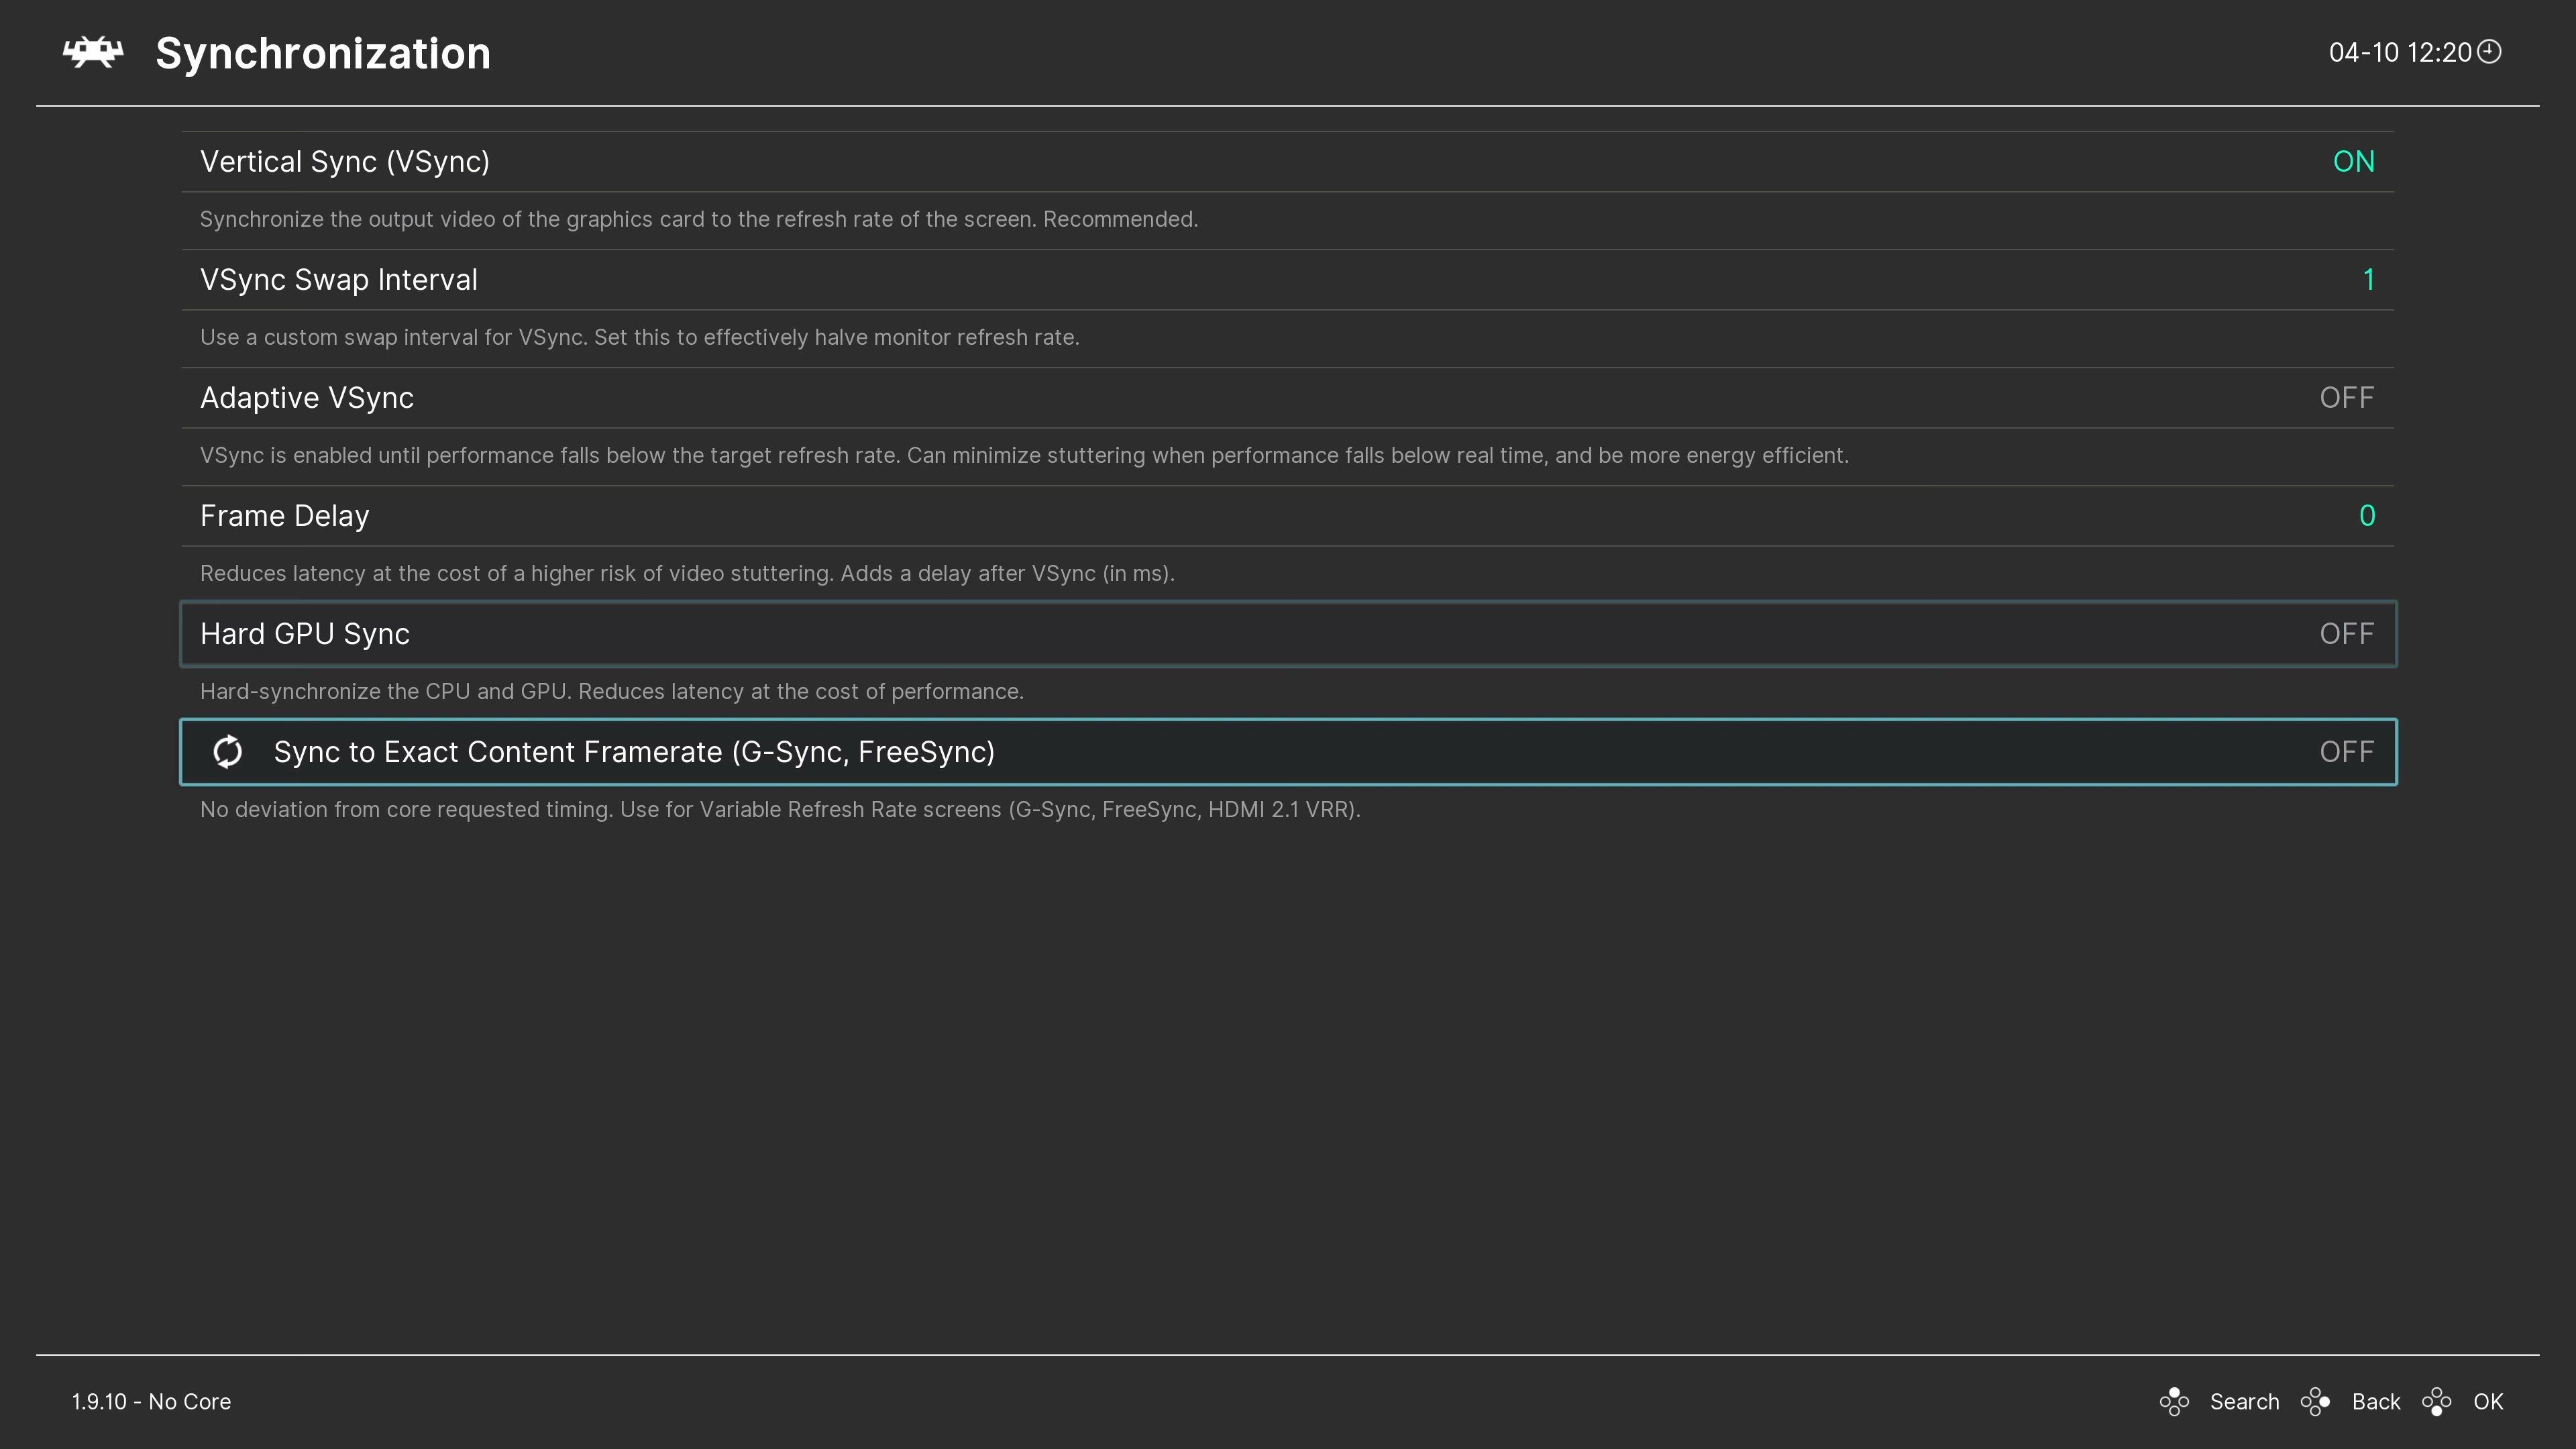 Synchronization
04-10 12:20
Vertical Sync (VSync) ON
Synchronize the output video of the graphics card to the refresh rate of the screen. Recommended.
VSync Swap Interval 1
Use a custom swap interval for VSync. Set this to effectively halve monitor refresh rate.
Adaptive VSync OFF
VSync is enabled until performance falls below the target refresh rate. Can minimize stuttering when performance falls below real time, and be more energy efficient.
Frame Delay 0
Reduces latency at the cost of a higher risk of video stuttering. Adds a delay after VSync (in ms).
Hard GPU Sync OFF
Hard-synchronize the CPU and GPU. Reduces latency at the cost of performance.
Sync to Exact Content Framerate (G-Sync, FreeSync) OFF
No deviation from core requested timing. Use for Variable Refresh Rate screens (G-Sync, FreeSync, HDMI 2.1 VRR).
1.9.10 - No Core
Search Back OK